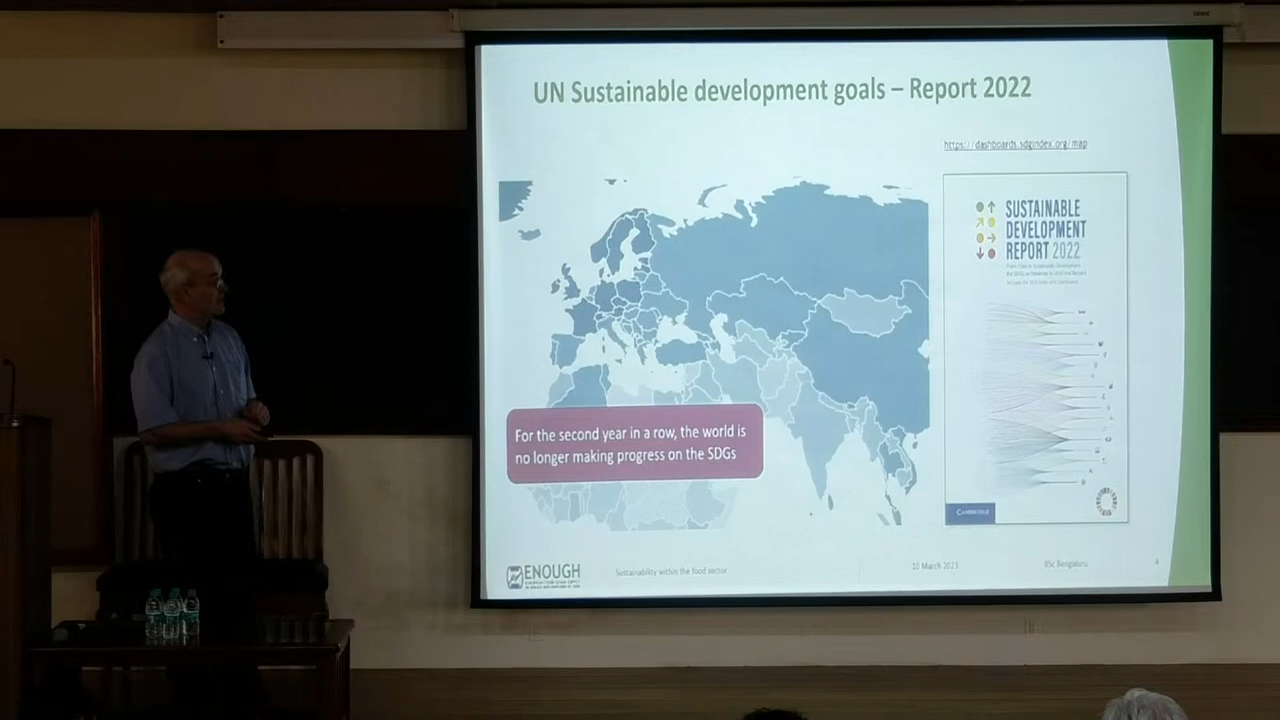 UN Sustainable development goals – Report 2022
https://dashboards.sdgindex.org/map
SUSTAINABLE
DEVELOPMENT
REPORT 2022
For the second year in a row, the world is
no longer making progress on the SDGs
CAMBRIDGE
ENOUGH
Sustainability within the food sector
10 March 2023
IISc Bengaluru
4